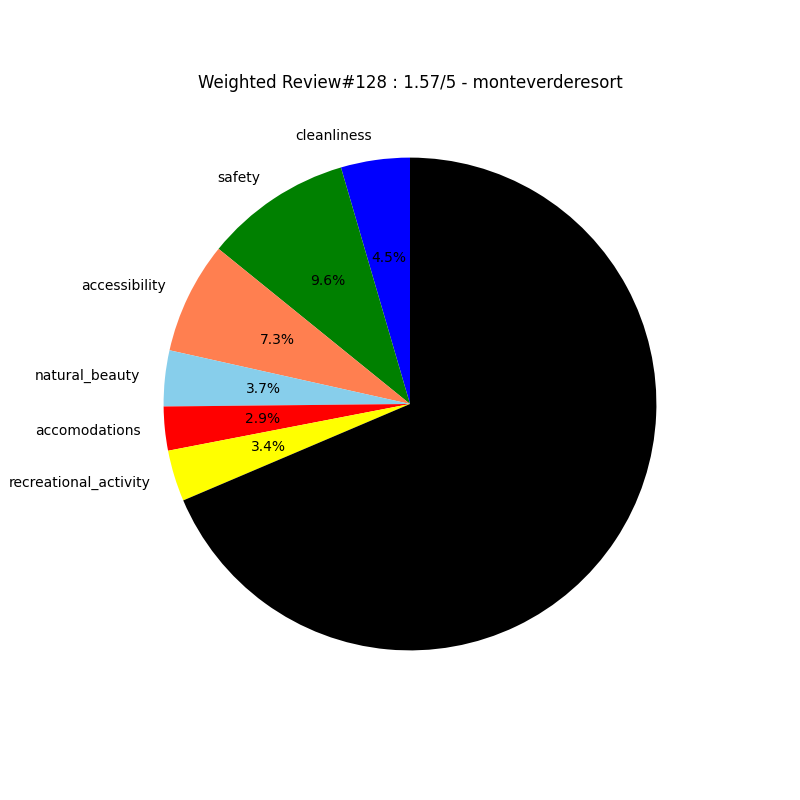 Weighted Review#128 : 1.57/5 - monteverderesort
cleanliness
safety
4.5%
9.6%
accessibility
7.3%
natural_beauty
3.7%
accomodations
2.9%
3.4%
recreational_activity